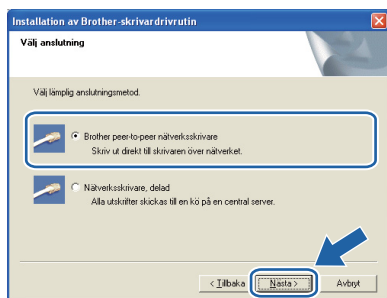 Installation av Brother-skrivardrivrutin
Välj anslutning
Välj lämplig anslutningsmetod.
Brother peer-to-peer nätverksskrivare
Skriv ut direkt till skrivaren över nätverket.
Nätverksskrivare, delad
Alla utskrifter skickas till en kö på en central server.
< Tillbaka
Nästa >
Avbryt